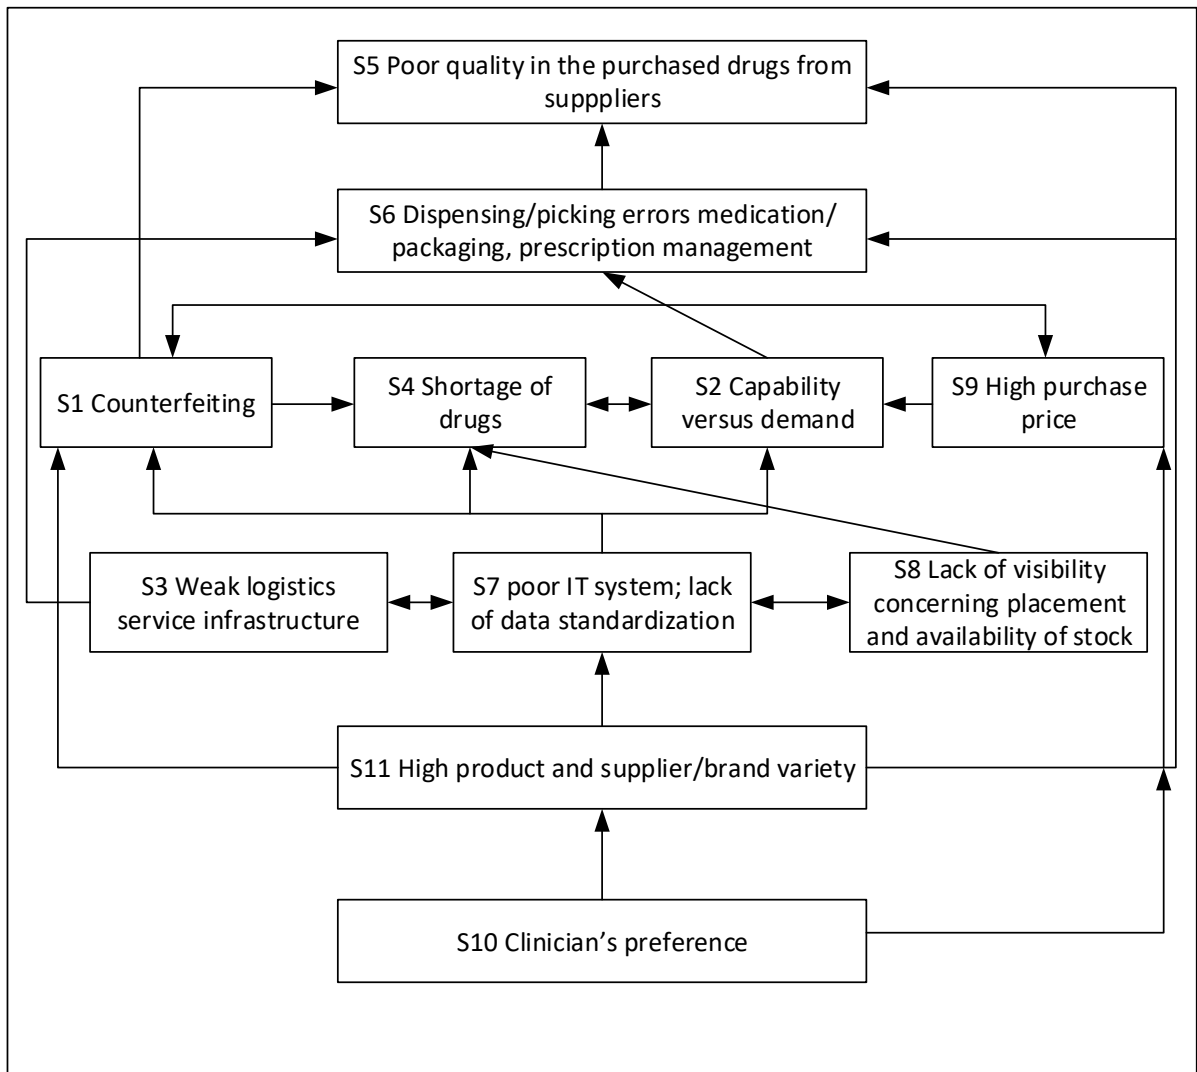 S5 Poor quality in the purchased drugs from
supppliers
S6 Dispensing/picking errors medication/
packaging, prescription management
S1 Counterfeiting
S4 Shortage of
drugs
S2 Capability
versus demand
S9 High purchase
price
S3 Weak logistics
service infrastructure
S7 poor IT system; lack
of data standardization
S8 Lack of visibility
concerning placement
and availability of stock
S11 High product and supplier/brand variety
S10 Clinician’s preference